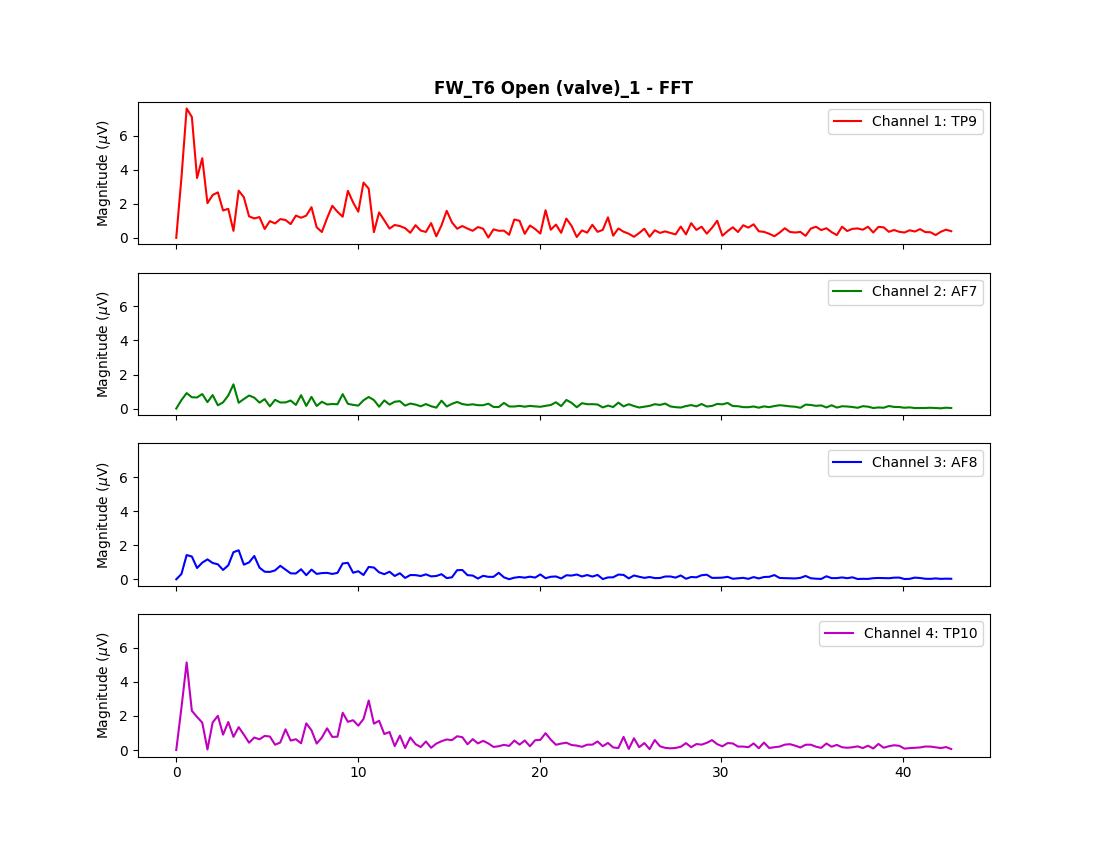 FW_T6 Open (valve)_1 - FFT
Magnitude (μV)
6
4
2
0
Channel 1: TP9
Magnitude (μV)
6
4
2
0
Channel 2: AF7
Magnitude (μV)
6
4
2
0
Channel 3: AF8
Magnitude (μV)
6
4
2
0
Channel 4: TP10
0 10 20 30 40